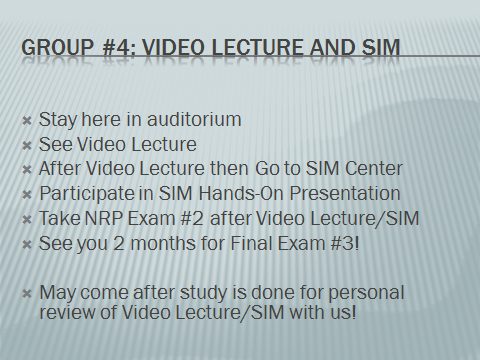 GROUP #4: VIDEO LECTURE AND SIM
Stay here in auditorium
See Video Lecture
After Video Lecture then Go to SIM Center
Participate in SIM Hands-On Presentation
Take NRP Exam #2 after Video Lecture/SIM
See you 2 months for Final Exam #3!
May come after study is done for personal
review of Video Lecture/SIM with us!